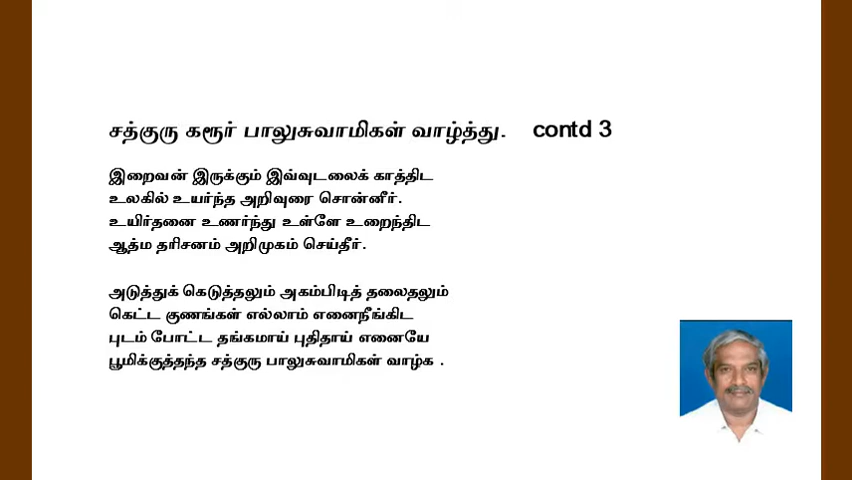 சத்குரு கரூர் பாலுசுவாமிகள் வாழ்த்து. contd 3
இறைவன் இருக்கும் இவ்வுடலைக் காத்திட
உலகில் உயர்ந்த அறிவுரை சொன்னீர்.
உயிர்தனை உணர்ந்து உள்ளே உறைந்திட
ஆத்ம தரிசனம் அறிமுகம் செய்தீர்.
அடுத்துக் கெடுத்தலும் அகம்பிடித் தலைதலும்
கெட்ட குணங்கள் எல்லாம் எனைநீங்கிட
புடம் போட்ட தங்கமாய் புதிதாய் எனையே
பூமிக்குத்தந்த சத்குரு பாலுசுவாமிகள் வாழ்க .